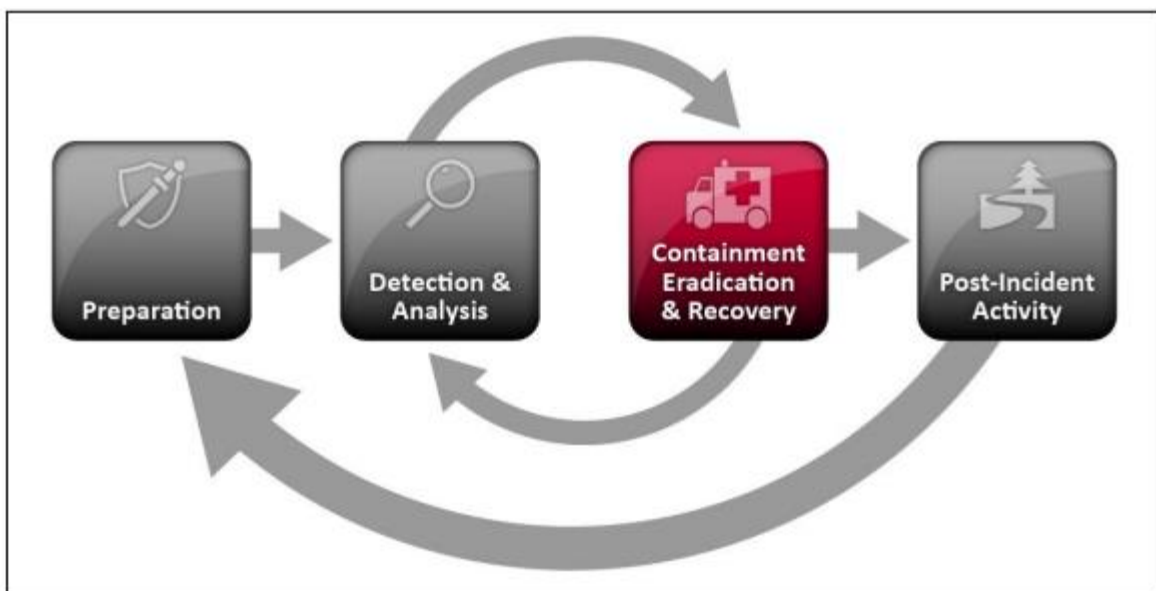 Preparation
Detection &
Analysis
Containment
Eradication
& Recovery
Post-Incident
Activity